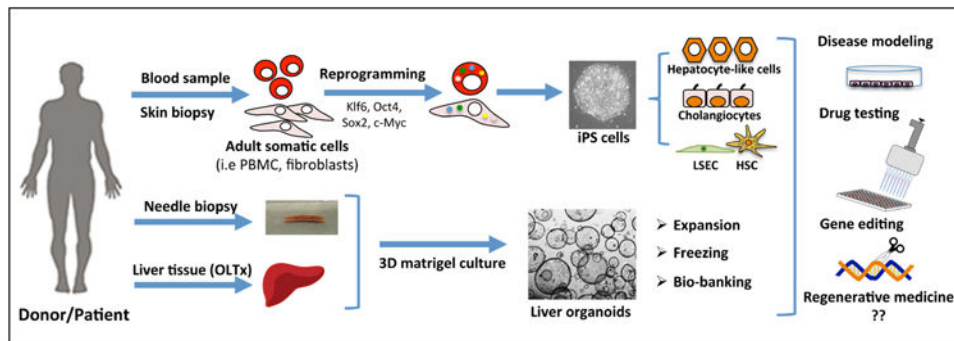 Blood sample
Skin biopsy
Reprogramming
Klf6, Oct4,
Sox2, c-Myc
Adult somatic cells
(i.e PBMC, fibroblasts)
iPS cells
Hepatocyte-like cells
Cholangiocytes
LSEC
HSC
Needle biopsy
Liver tissue (OLTx)
3D matrigel culture
Liver organoids
➢ Expansion
➢ Freezing
➢ Bio-banking
Donor/Patient
Disease modeling
Drug testing
Gene editing
Regenerative medicine
??